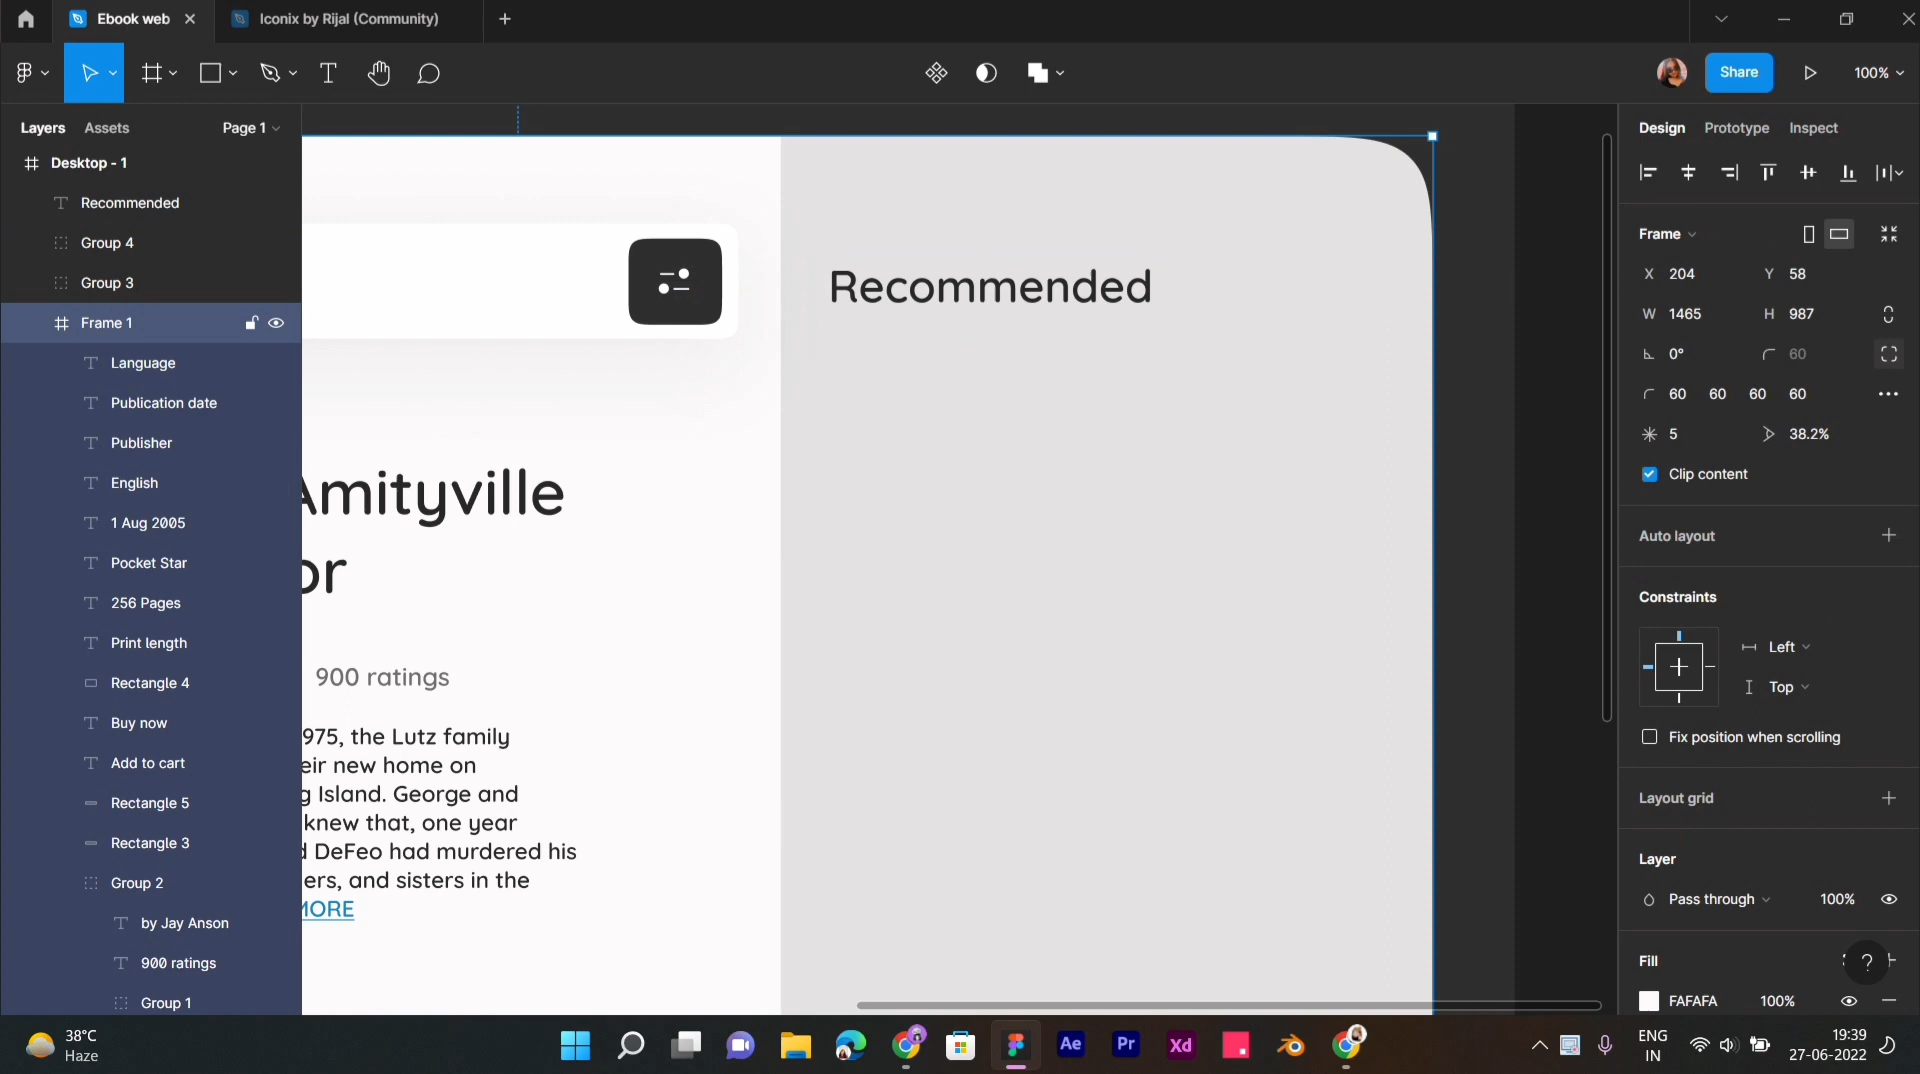 Ebook web
Iconix by Rijal (Community)
Share
100%
Layers
Assets
Page 1
Design
Prototype
Inspect
Desktop - 1
Recommended
Group 4
Group 3
Frame 1
Language
Publication date
Publisher
English
1 Aug 2005
Pocket Star
256 Pages
Print length
Rectangle 4
Buy now
Add to cart
Rectangle 5
Rectangle 3
Group 2
by Jay Anson
900 ratings
Group 1
Recommended
Amityville
or
900 ratings
975, the Lutz family
eir new home on
g Island. George and
knew that, one year
d DeFeo had murdered his
ers, and sisters in the
MORE
Frame
X 204 Y 58
W 1465 H 987
0° 60
60 60 60 60
5 38.2%
Clip content
Auto layout
Constraints
Left
Top
Fix position when scrolling
Layout grid
Layer
Pass through 100%
Fill
?
FAFAFA 100%
38°C
Haze
Ae
Pr
Xd
ENG
IN
19:39
27-06-2022